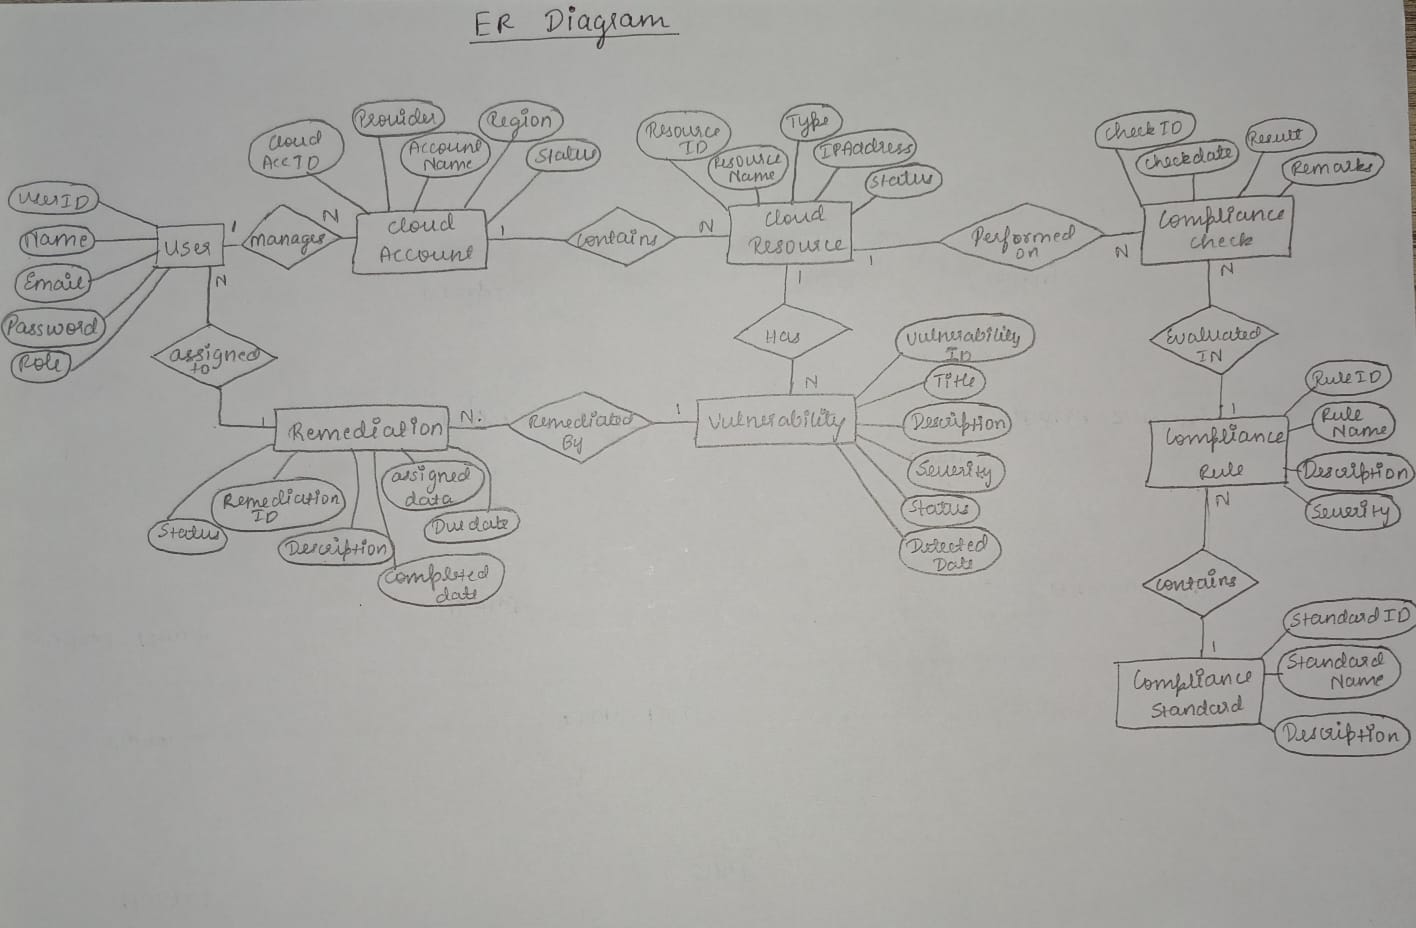 ER Diagram
Cloud
Acc ID
Provider
Account
Name
Region
Status
UserID
Name
Email
Password
Role
User
1
manages
N
Cloud
Account
1
Contains
N
Resource
ID
Resource
Name
Type
IPAddress
Status
Cloud
Resource
1
Performed
on
N
Check ID
Checkdate
Result
Remarks
Compliance
Check
N
assigned
to
1
1
Has
N
N
Evaluated
IN
1
Remediation
N:
Remediated
By
1
Vulnerability
Vulnerability
ID
Title
Description
Severity
Status
Detected
Date
Status
Remediation
ID
Description
Completed
date
assigned
data
Due date
Compliance
Rule
Rule ID
Rule
Name
Description
Severity
N
Contains
1
Compliance
Standard
Standard ID
Standard
Name
Description